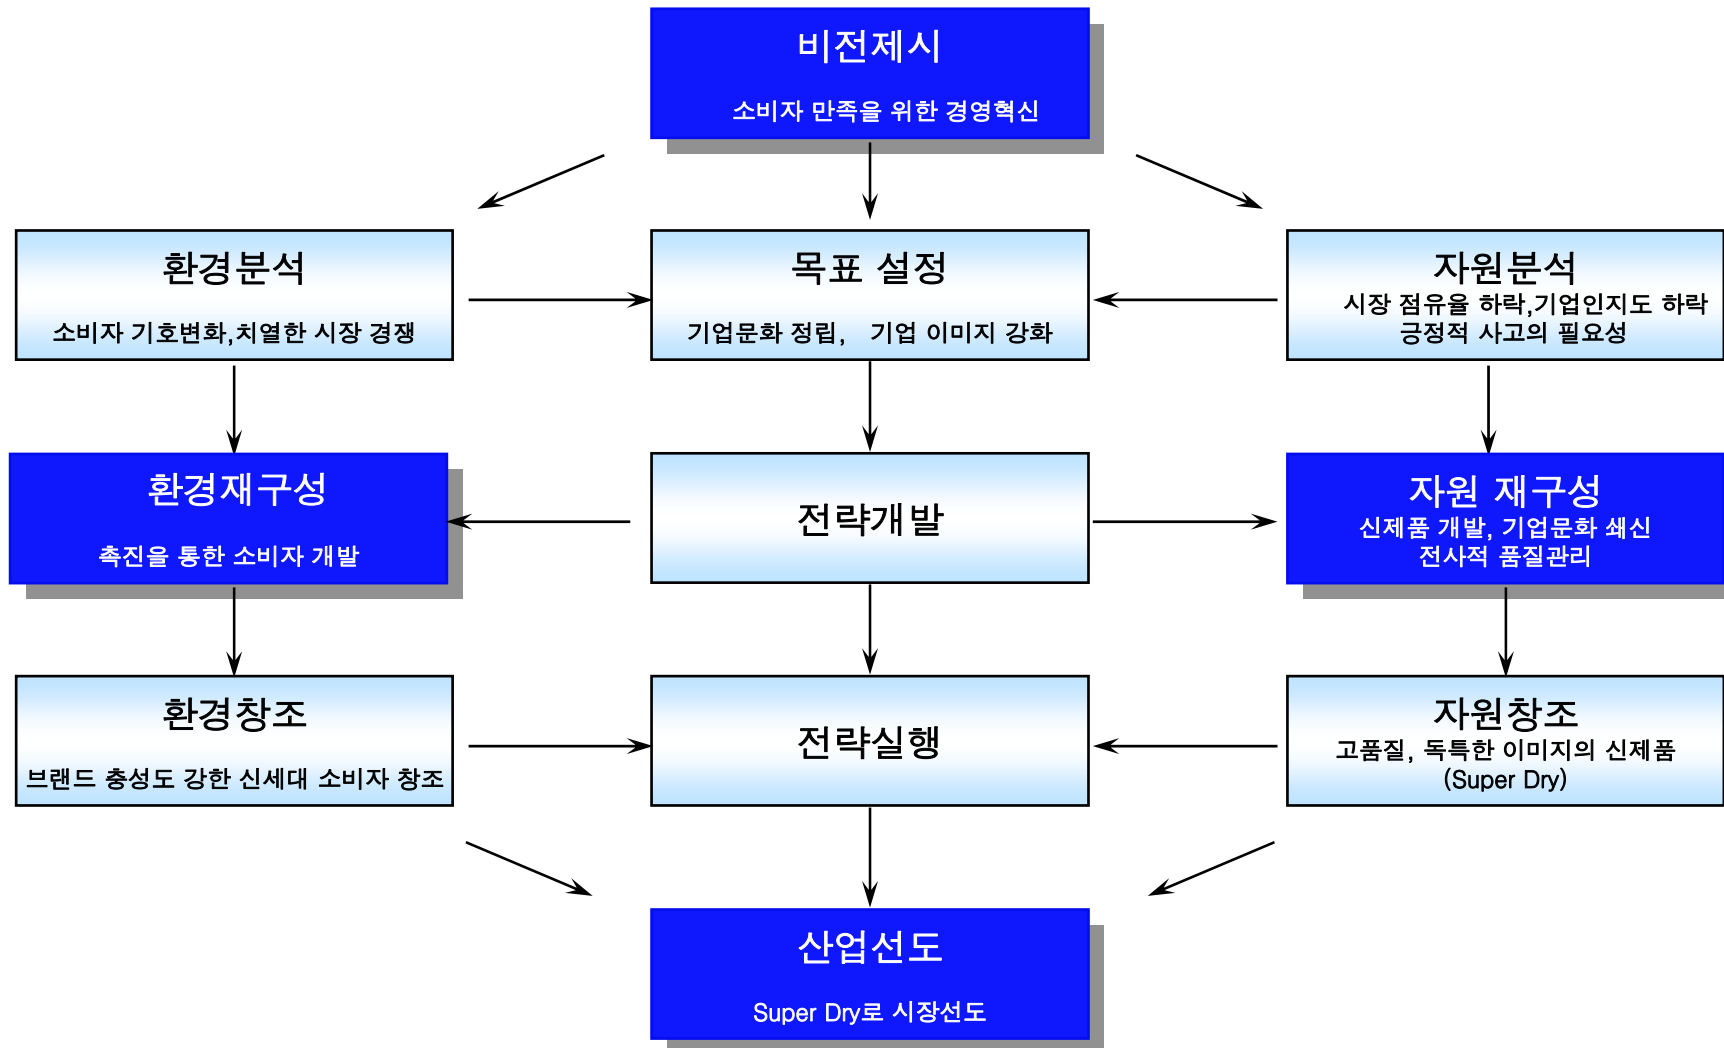 비전제시
소비자 만족을 위한 경영혁신
환경분석
소비자 기호변화,치열한 시장 경쟁
목표 설정
기업문화 정립, 기업 이미지 강화
자원분석
시장 점유율 하락,기업인지도 하락
긍정적 사고의 필요성
환경재구성
촉진을 통한 소비자 개발
전략개발
자원 재구성
신제품 개발, 기업문화 쇄신
전사적 품질관리
환경창조
브랜드 충성도 강한 신세대 소비자 창조
전략실행
자원창조
고품질, 독특한 이미지의 신제품
(Super Dry)
산업선도
Super Dry로 시장선도